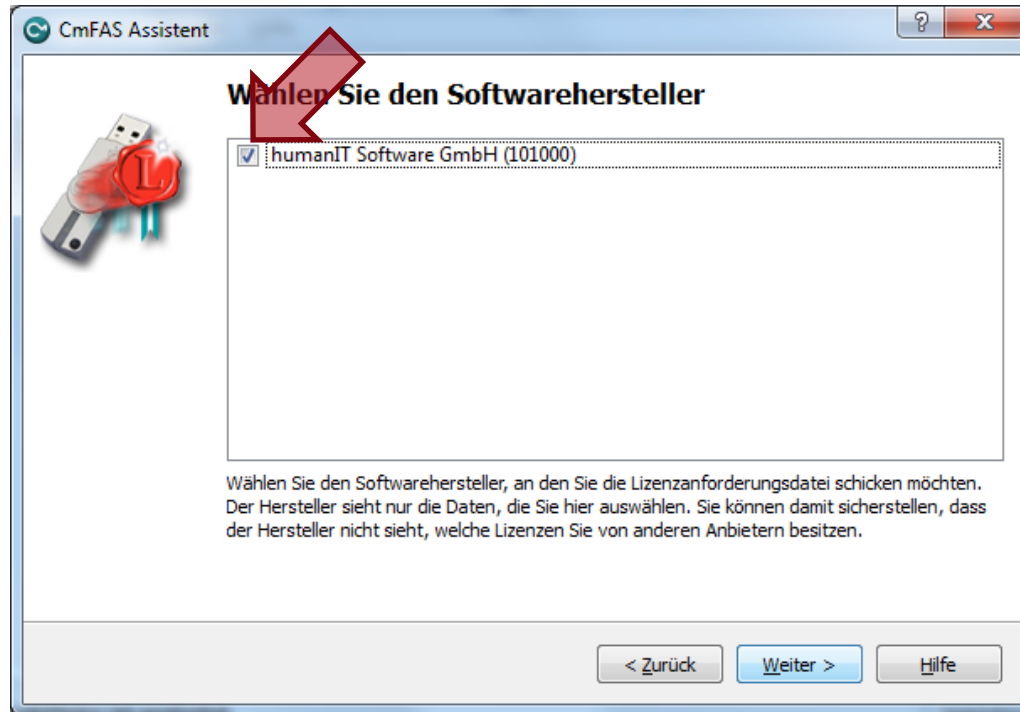 CmFAS Assistent
?
X
Wählen Sie den Softwarehersteller
humanIT Software GmbH (101000)
Wählen Sie den Softwarehersteller, an den Sie die Lizenzanforderungsdatei schicken möchten.
Der Hersteller sieht nur die Daten, die Sie hier auswählen. Sie können damit sicherstellen, dass
der Hersteller nicht sieht, welche Lizenzen Sie von anderen Anbietern besitzen.
L
< Zurück
Weiter >
Hilfe